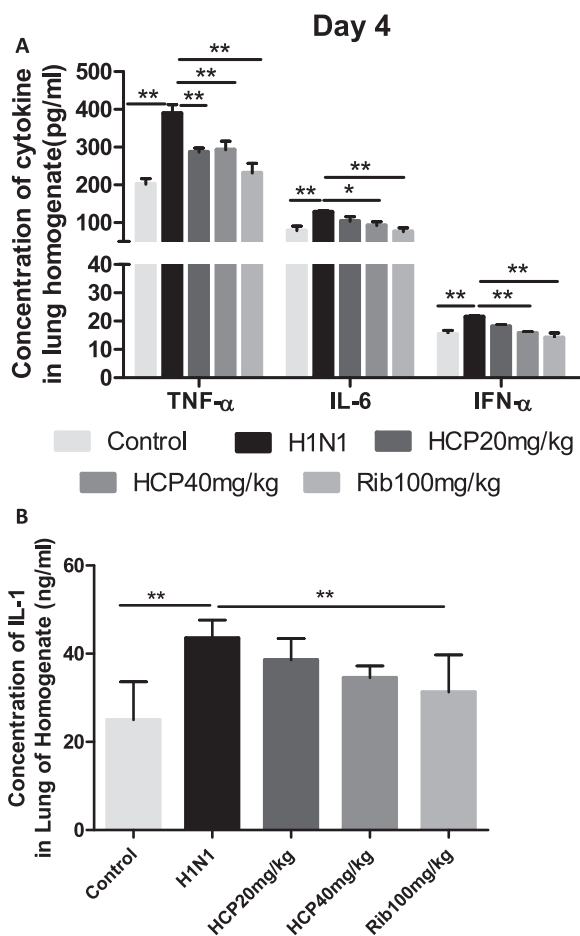 Day 4
A
Concentration of cytokine
in lung homogenate(pg/ml)
500
400
300
200
100
40
30
20
10
0
** ** ** **
** * **
** ** **
TNF-α IL-6 IFN-α
Control H1N1 HCP20mg/kg
HCP40mg/kg Rib100mg/kg
B
Concentration of IL-1
in Lung of Homogenate (ng/ml)
60
40
20
0
** **
Control H1N1 HCP20mg/kg HCP40mg/kg Rib100mg/kg